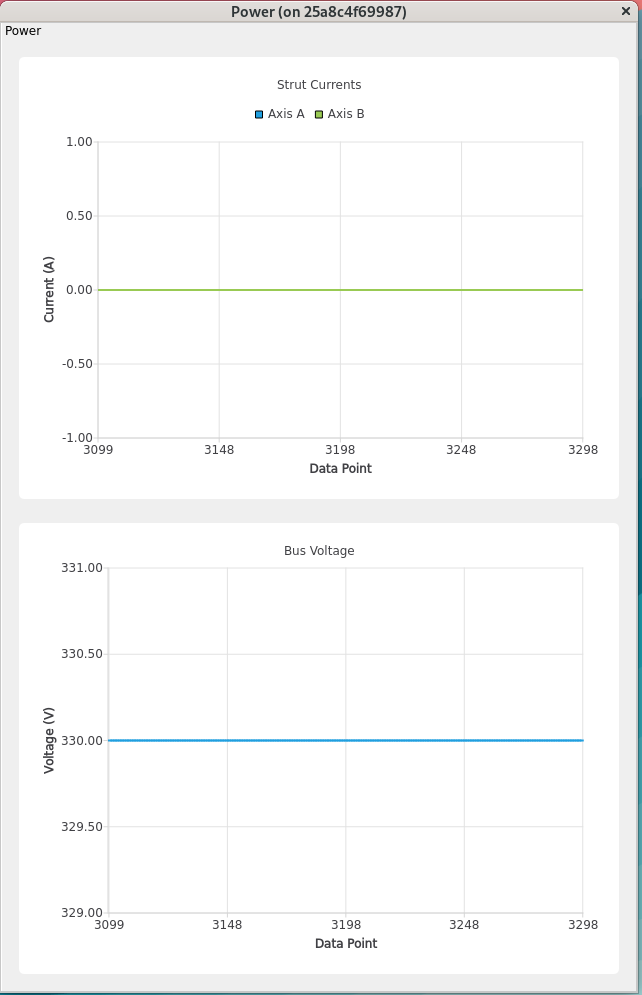 Power (on 25a8c4f69987) ×
Power
Strut Currents
Axis A Axis B
1.00
0.50
0.00
-0.50
-1.00
Current (A)
3099 3148 3198 3248 3298
Data Point
Bus Voltage
331.00
330.50
330.00
329.50
329.00
Voltage (V)
3099 3148 3198 3248 3298
Data Point